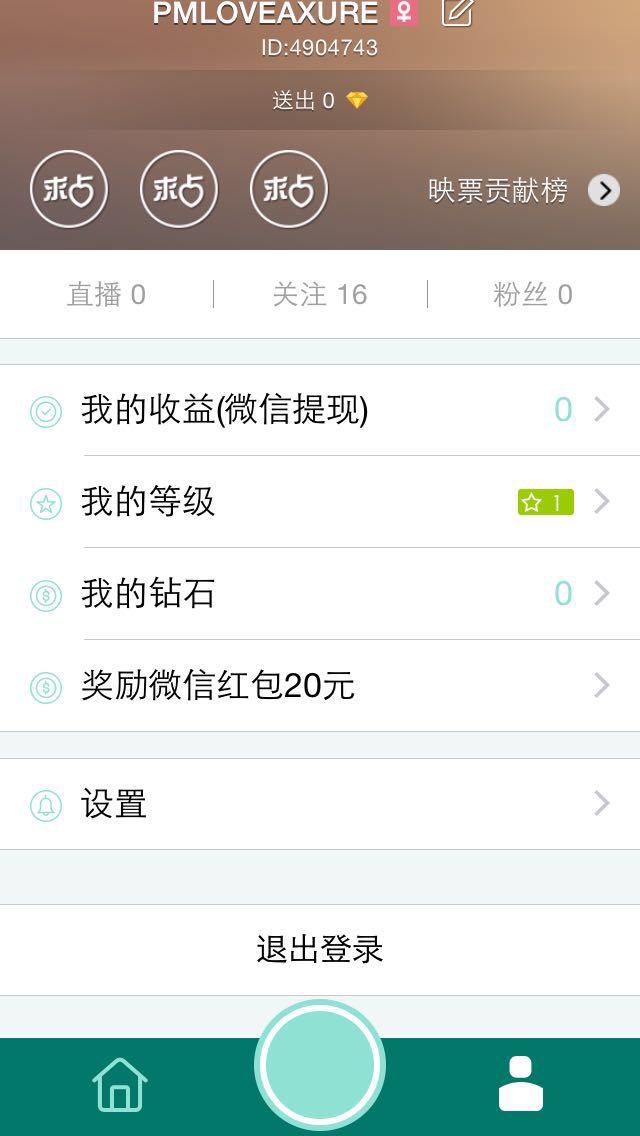 PMLOVEAXURE
ID:4904743
送出 0
求占 求占 求占 映票贡献榜
直播 0 关注 16 粉丝 0
我的收益(微信提现) 0
我的等级 1
我的钻石 0
奖励微信红包20元
设置
退出登录